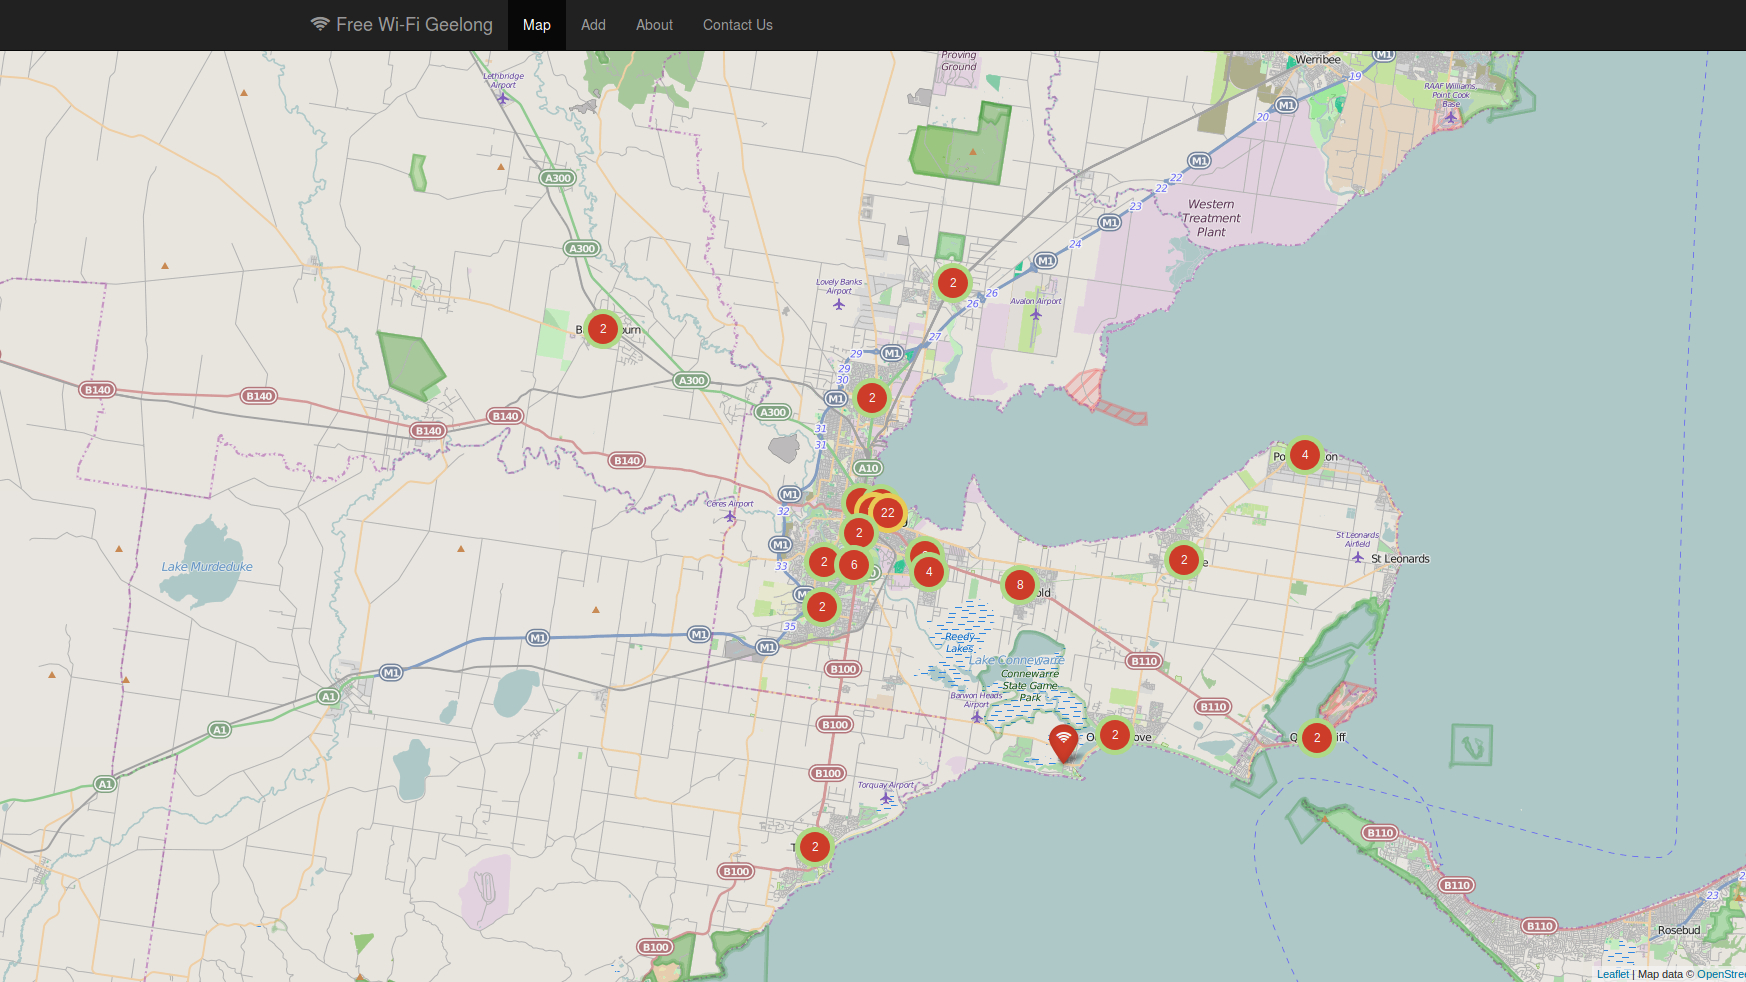 Free Wi-Fi Geelong
Map
Add
About
Contact Us
Proving
Ground
Werribee
M1
19
Lethbridge
Airport
RAAF Williams
Point Cook
Base
M1
20
M1
22
22
A300
23
Western
Treatment
Plant
M1
24
A300
M1
2
Lovely Banks
Airport
26
26
Avalon Airport
2
27
29
M1
29
30
A300
B140
B140
M1
2
A300
B140
B140
31
31
Po
4
on
B140
A10
M1
Ceres Airport
32
22
2
St Leonards
Airfield
M1
St Leonards
Lake Murdeduke
33
2
6
4
2
e
8
old
2
35
M1
M1
M1
Reedy
Lakes
B100
Lake Connewarre
Connewarre
State Game
Park
B110
M1
A1
Barwon Heads
Airport
B110
A1
B100
2
ove
2
iff
B100
A1
Torquay Airport
B110
2
B100
B110
23
B110
Rosebud
B100
Leaflet | Map data © OpenStree